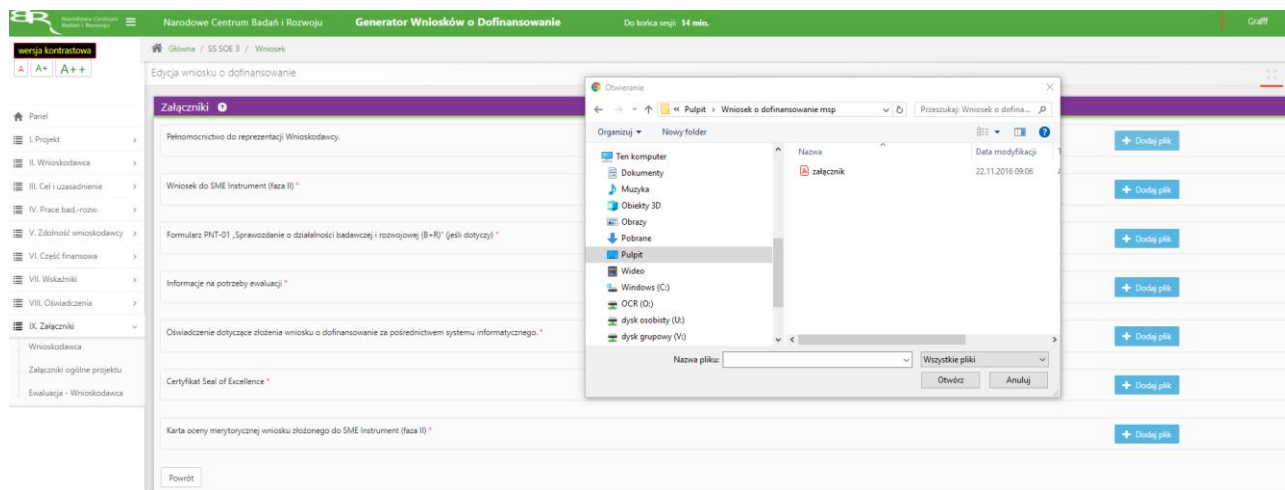 Narodowe Centrum
Badań i Rozwoju
Narodowe Centrum Badań i Rozwoju
Generator Wniosków o Dofinansowanie
Do końca sesji: 14 min.
Grafff
wersja kontrastowa
A A+ A++
Główna / SS SOE 3 / Wniosek
Edycja wniosku o dofinansowanie
Panel
I. Projekt
II. Wnioskodawca
III. Cel i uzasadnienie
IV. Prace bad.-rozw.
V. Zdolność wnioskodawcy
VI. Część finansowa
VII. Wskaźniki
VIII. Oświadczenia
IX. Załączniki
Wnioskodawca
Załączniki ogólne projektu
Ewaluacja - Wnioskodawca
Załączniki
Pełnomocnictwo do reprezentacji Wnioskodawcy.
Dodaj plik
Wniosek do SME Instrument (faza II) *
Dodaj plik
Formularz PNT-01 „Sprawozdanie o działalności badawczej i rozwojowej (B+R)” (jeśli dotyczy) *
Dodaj plik
Informacje na potrzeby ewaluacji *
Dodaj plik
Oświadczenie dotyczące złożenia wniosku o dofinansowanie za pośrednictwem systemu informatycznego. *
Dodaj plik
Certyfikat Seal of Excellence *
Dodaj plik
Karta oceny merytorycznej wniosku złożonego do SME Instrument (faza II) *
Dodaj plik
Powrót
Otwieranie
« Pulpit › Wniosek o dofinansowanie msp
Przeszukaj: Wniosek o dofina...
Organizuj
Nowy folder
Ten komputer
Dokumenty
Muzyka
Obiekty 3D
Obrazy
Pobrane
Pulpit
Wideo
Windows (C:)
OCR (O:)
dysk osobisty (U:)
dysk grupowy (V:)
Nazwa
Data modyfikacji
załącznik
22.11.2016 09:06
Nazwa pliku:
Wszystkie pliki
Otwórz
Anuluj